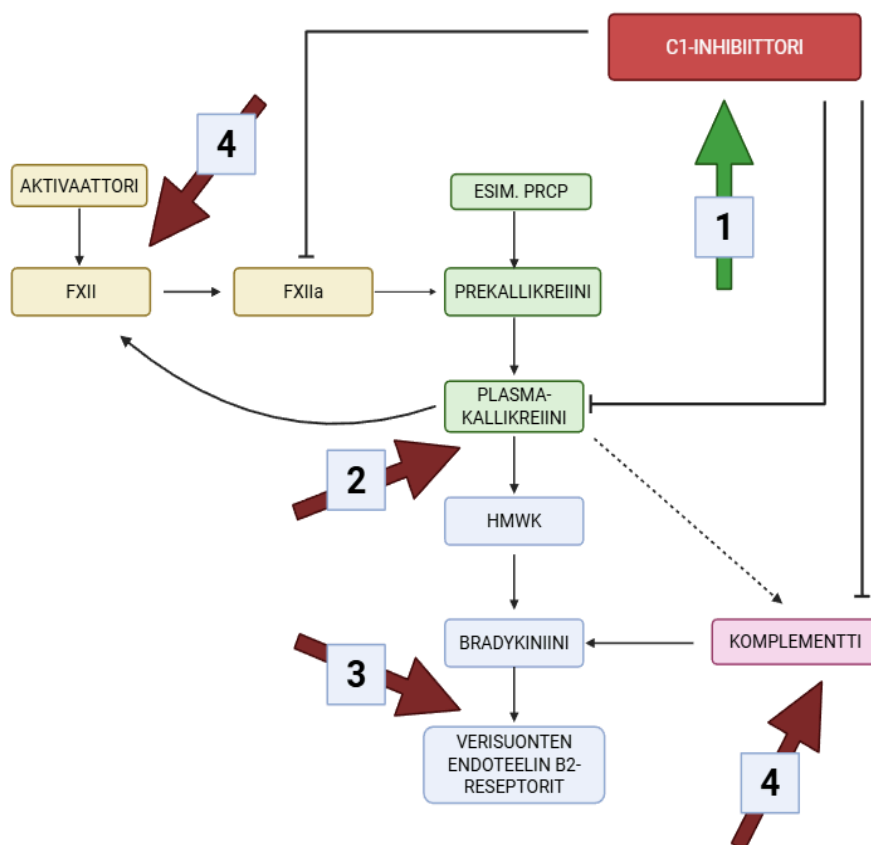 C1-INHIBIITTORI
4
AKTIVAATTORI
ESIM. PRCP
1
FXII
FXIIa
PREKALLIKREIINI
PLASMA-
KALLIKREIINI
2
HMWK
BRADYKINIINI
KOMPLEMENTTI
3
VERISUONTEN
ENDOTEELIN B2-
RESEPTORIT
4